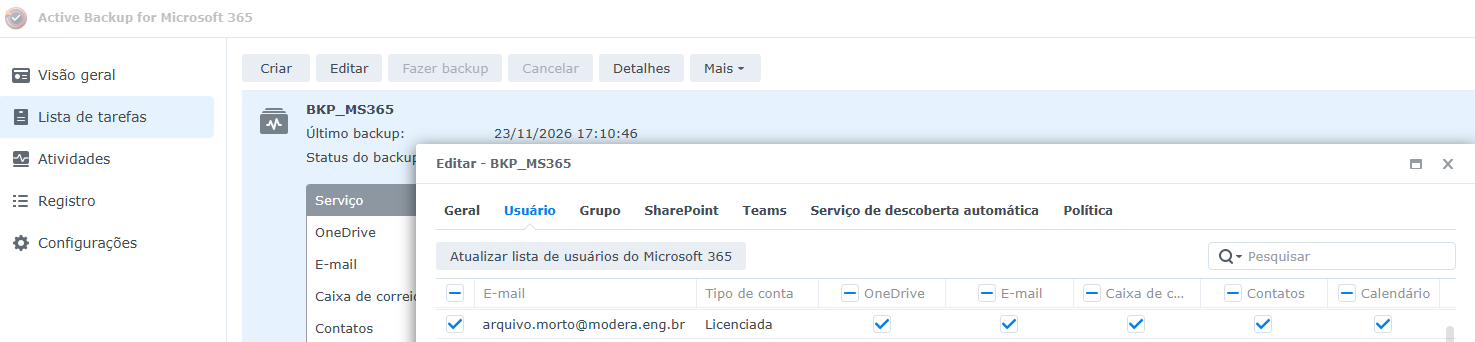 Active Backup for Microsoft 365
Visão geral
Lista de tarefas
Atividades
Registro
Configurações
Criar Editar Fazer backup Cancelar Detalhes Mais
BKP_MS365
Último backup: 23/11/2026 17:10:46
Status do backup
Serviço
OneDrive
E-mail
Caixa de correio
Contatos
Editar - BKP_MS365
Geral Usuário Grupo SharePoint Teams Serviço de descoberta automática Política
Atualizar lista de usuários do Microsoft 365 Pesquisar
E-mail Tipo de conta OneDrive E-mail Caixa de c... Contatos Calendário
arquivo.morto@modera.eng.br Licenciada